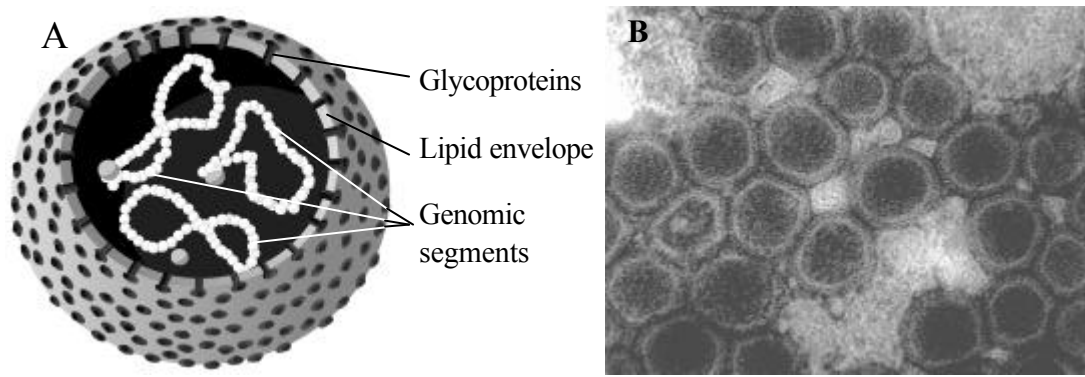 A
Glycoproteins
Lipid envelope
Genomic
segments
B